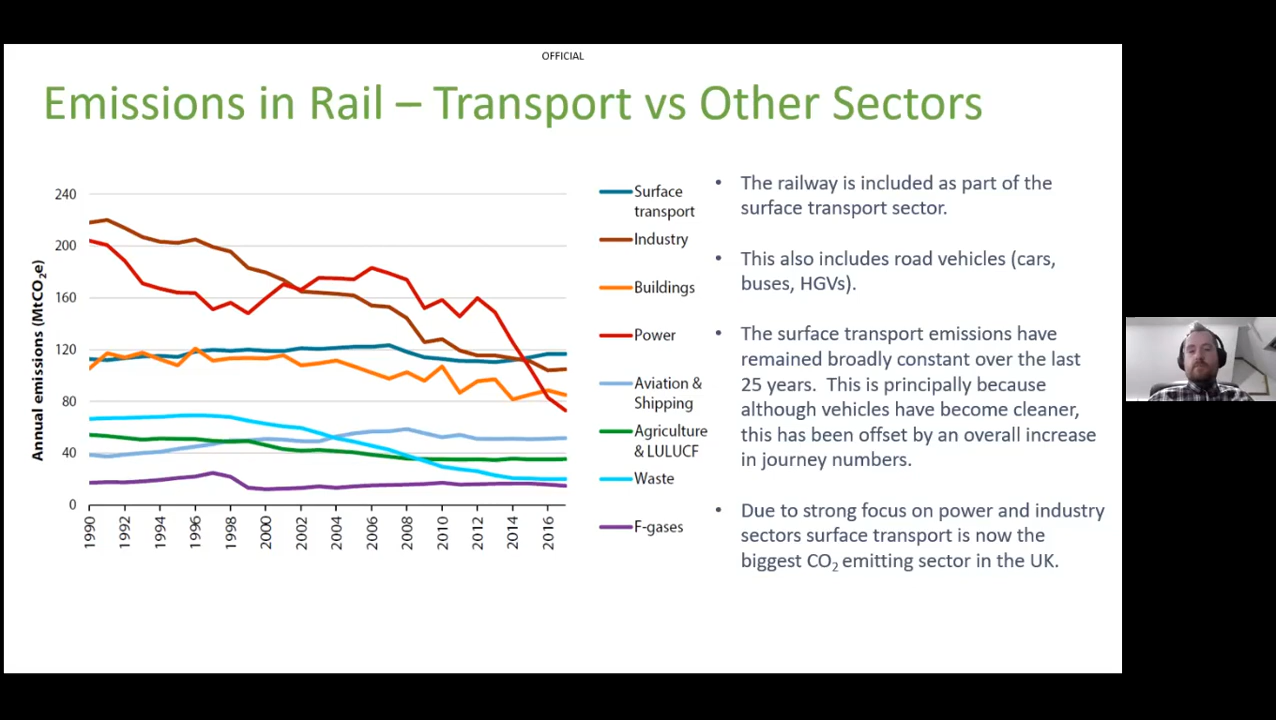 OFFICIAL
Emissions in Rail – Transport vs Other Sectors
Annual emissions (MtCO2e)
240
200
160
120
80
40
0
1990
1992
1994
1996
1998
2000
2002
2004
2006
2008
2010
2012
2014
2016
Surface
transport
Industry
Buildings
Power
Aviation &
Shipping
Agriculture
& LULUCF
Waste
F-gases
• The railway is included as part of the
surface transport sector.
• This also includes road vehicles (cars,
buses, HGVs).
• The surface transport emissions have
remained broadly constant over the last
25 years. This is principally because
although vehicles have become cleaner,
this has been offset by an overall increase
in journey numbers.
• Due to strong focus on power and industry
sectors surface transport is now the
biggest CO2 emitting sector in the UK.